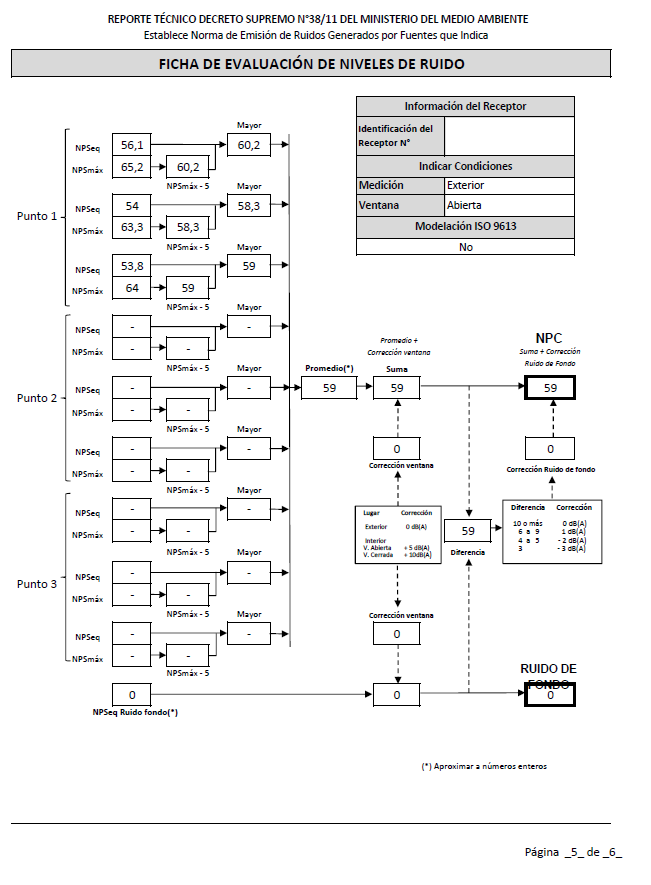 REPORTE TÉCNICO DECRETO SUPREMO N°38/11 DEL MINISTERIO DEL MEDIO AMBIENTE
Establece Norma de Emisión de Ruidos Generados por Fuentes que Indica
FICHA DE EVALUACIÓN DE NIVELES DE RUIDO
Información del Receptor
Identificación del
Receptor N°
Indicar Condiciones
Medición Exterior
Ventana Abierta
Modelación ISO 9613
No
Punto 1
Mayor
NPSeq 56,1 60,2
NPSmáx 65,2 60,2
NPSmáx - 5
Mayor
NPSeq 54 58,3
NPSmáx 63,3 58,3
NPSmáx - 5
Mayor
NPSeq 53,8 59
NPSmáx 64 59
NPSmáx - 5
Punto 2
Mayor
NPSeq - -
NPSmáx - -
NPSmáx - 5
Mayor
NPSeq - -
NPSmáx - -
NPSmáx - 5
Mayor
NPSeq - -
NPSmáx - -
NPSmáx - 5
Punto 3
Mayor
NPSeq - -
NPSmáx - -
NPSmáx - 5
Mayor
NPSeq - -
NPSmáx - -
NPSmáx - 5
Mayor
NPSeq - -
NPSmáx - -
NPSmáx - 5
0
NPSeq Ruido fondo(*)
Promedio(*)
59
Promedio +
Corrección ventana
Suma
59
NPC
Suma + Corrección
Ruido de Fondo
59
0
Corrección ventana
0
Corrección Ruido de fondo
Lugar Corrección
Exterior 0 dB(A)
Interior
V. Abierta + 5 dB(A)
V. Cerrada + 10dB(A)
59
Diferencia
Diferencia Corrección
10 o más 0 dB(A)
6 a 9 1 dB(A)
4 a 5 - 2 dB(A)
3 - 3 dB(A)
Corrección ventana
0
0
RUIDO DE
FONDO
0
(*) Aproximar a números enteros
Página _5_ de _6_